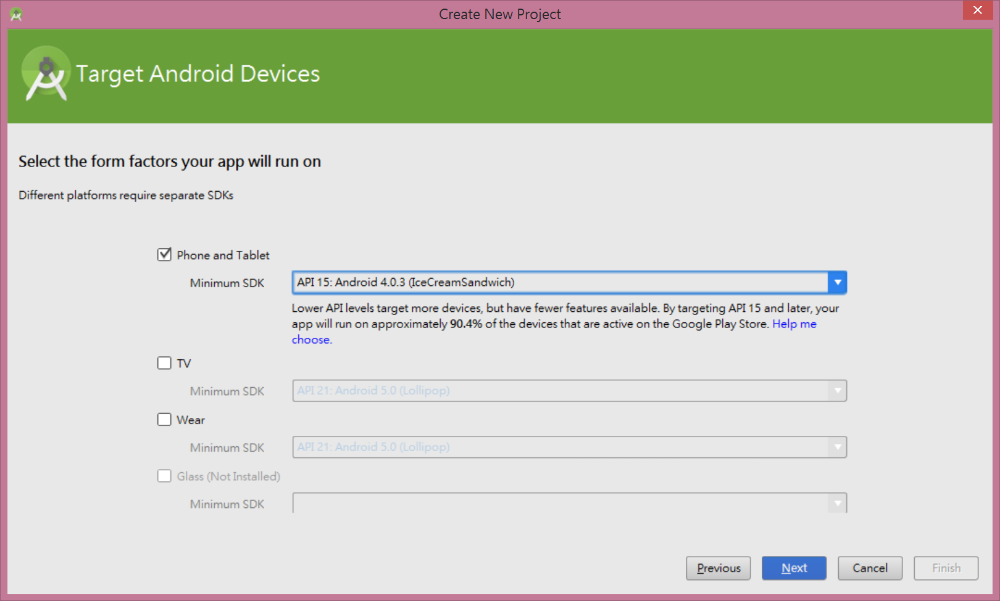 Create New Project
Target Android Devices
Select the form factors your app will run on
Different platforms require separate SDKs
Phone and Tablet
Minimum SDK
API 15: Android 4.0.3 (IceCreamSandwich)
Lower API levels target more devices, but have fewer features available. By targeting API 15 and later, your
app will run on approximately 90.4% of the devices that are active on the Google Play Store. Help me
choose.
TV
Minimum SDK
API 21: Android 5.0 (Lollipop)
Wear
Minimum SDK
API 21: Android 5.0 (Lollipop)
Glass (Not Installed)
Minimum SDK
Previous
Next
Cancel
Finish